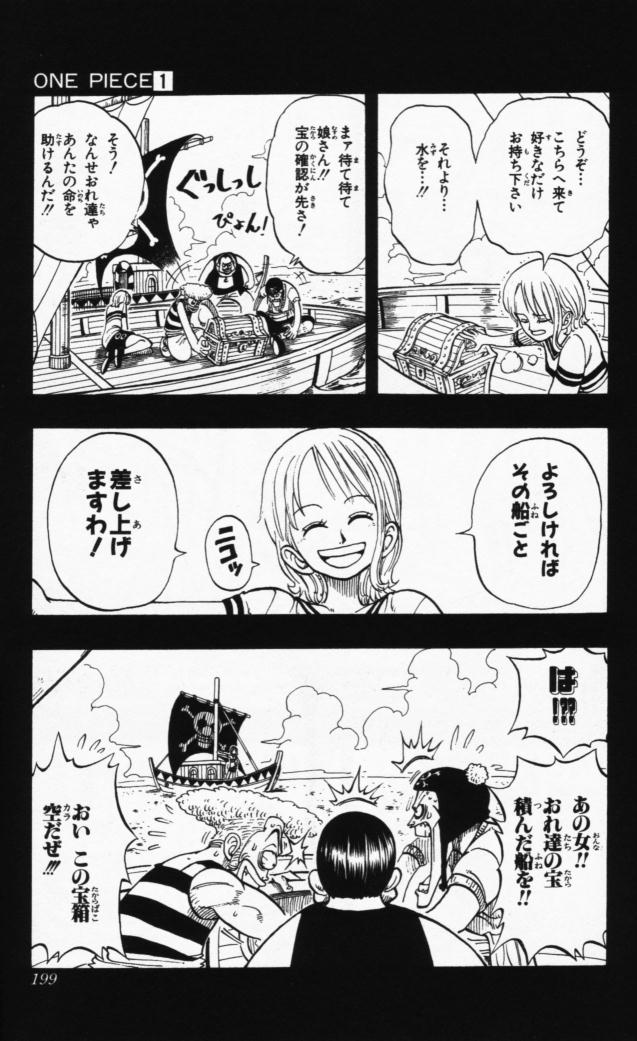 ONE PIECE 1
どうぞ…
こちらへ来て
好きなだけ
お持ち下さい
それより…
水を…!!
まァ待て待て
娘さん!!
宝の確認が先さ!
ぐっしっし
ぴょん!
そう!
なんせおれ達ゃ
あんたの命を
助けるんだ!!
よろしければ
その船ごと
ニコッ
差し上げ
ますわ!
は!??
あの女!!
おれ達の宝
積んだ船を!!
おい この宝箱
空だぜ!!!
199